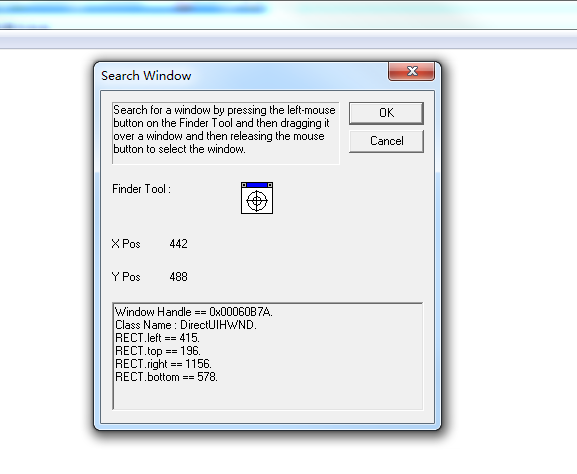 Search Window
Search for a window by pressing the left-mouse
button on the Finder Tool and then dragging it
over a window and then releasing the mouse
button to select the window.
OK
Cancel
Finder Tool :
X Pos 442
Y Pos 488
Window Handle == 0x00060B7A.
Class Name : DirectUIHWND.
RECT.left == 415.
RECT.top == 196.
RECT.right == 1156.
RECT.bottom == 578.